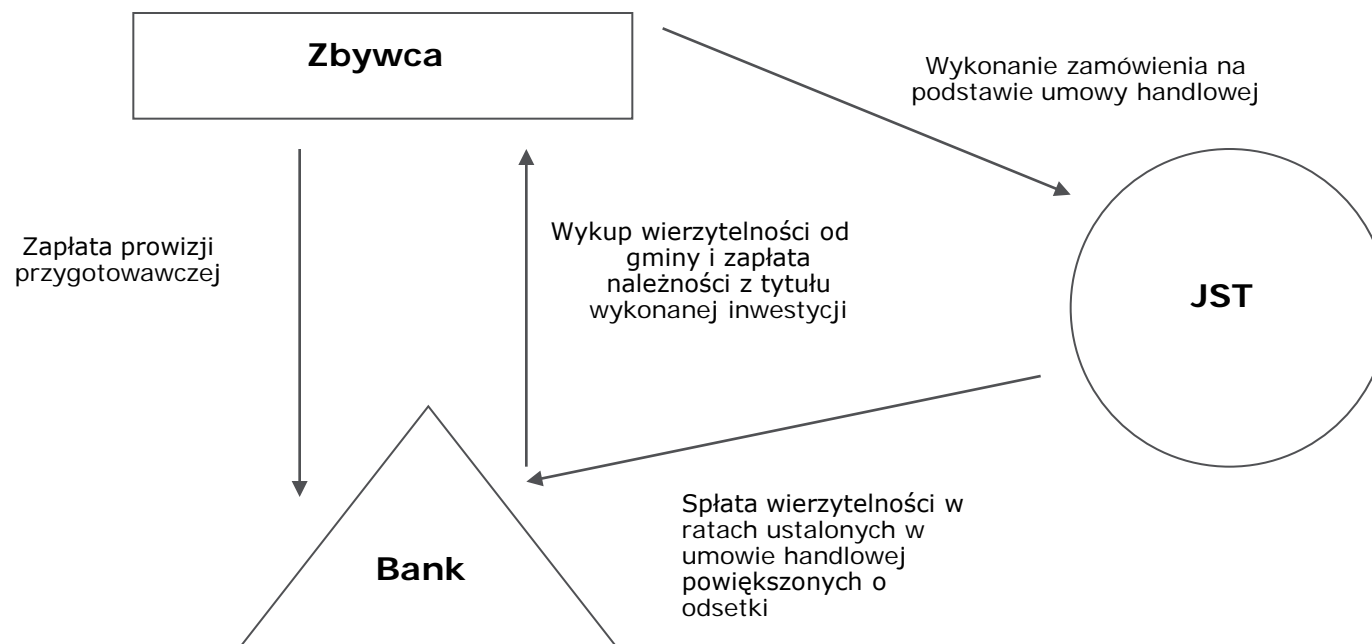 Zbywca
Wykonanie zamówienia na
podstawie umowy handlowej
Zapłata prowizji
przygotowawczej
Wykup wierzytelności od
gminy i zapłata
należności z tytułu
wykonanej inwestycji
JST
Spłata wierzytelności w
ratach ustalonych w
umowie handlowej
powiększonych o
odsetki
Bank